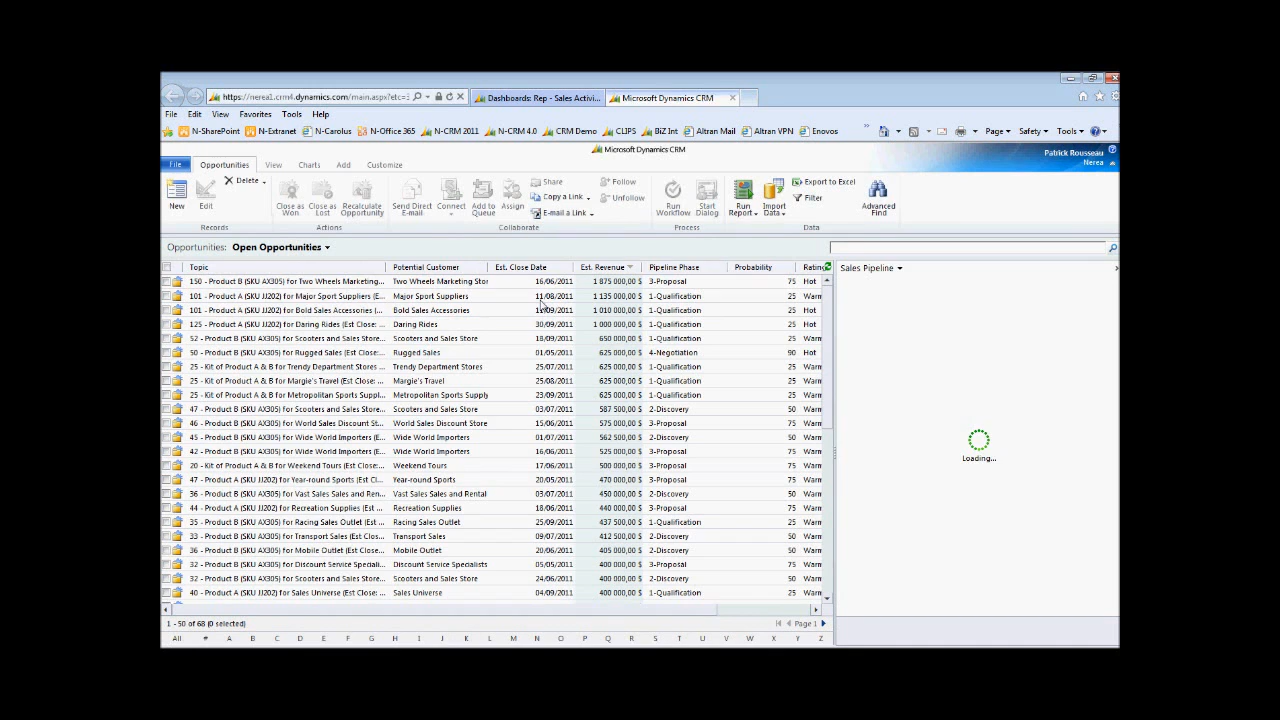 https://nerea1.crm4.dynamics.com/main.aspx?etc=3
Dashboards: Rep - Sales Activi...
Microsoft Dynamics CRM
File Edit View Favorites Tools Help
N-SharePoint N-Extranet N-Carolus N-Office 365 N-CRM 2011 N-CRM 4.0 CRM Demo CLIPS BiZ Int Altran Mail Altran VPN Enovos » Page Safety Tools
Microsoft Dynamics CRM
File Opportunities View Charts Add Customize
Patrick Rousseau
Nerea
New Edit Delete
Close as Won Close as Lost Recalculate Opportunity
Send Direct E-mail Connect Add to Queue Assign
Share
Copy a Link
E-mail a Link
Follow
Unfollow
Run Workflow Start Dialog
Run Report Import Data
Export to Excel
Filter
Advanced Find
Records Actions Collaborate Process Data
Opportunities: Open Opportunities
Topic Potential Customer Est. Close Date Est. Revenue Pipeline Phase Probability Rating
Sales Pipeline
150 - Product B (SKU AX305) for Two Wheels Marketing... Two Wheels Marketing Stor 16/06/2011 1 875 000,00 $ 3-Proposal 75 Hot
101 - Product A (SKU JJ202) for Major Sport Suppliers (E... Major Sport Suppliers 11/08/2011 1 135 000,00 $ 1-Qualification 25 Warm
101 - Product A (SKU JJ202) for Bold Sales Accessories (... Bold Sales Accessories 1 010 000,00 $ 1-Qualification 25 Hot
125 - Product A (SKU JJ202) for Daring Rides (Est Close:... Daring Rides 30/09/2011 1 000 000,00 $ 1-Qualification 25 Hot
52 - Product B (SKU AX305) for Scooters and Sales Store... Scooters and Sales Store 18/09/2011 650 000,00 $ 1-Qualification 25 Warm
50 - Product B (SKU AX305) for Rugged Sales (Est Close:... Rugged Sales 01/05/2011 625 000,00 $ 4-Negotiation 90 Hot
25 - Kit of Product A & B for Trendy Department Stores ... Trendy Department Stores 25/07/2011 625 000,00 $ 1-Qualification 25 Warm
25 - Kit of Product A & B for Margie's Travel (Est Close: ... Margie's Travel 25/08/2011 625 000,00 $ 1-Qualification 25 Warm
25 - Kit of Product A & B for Metropolitan Sports Suppl... Metropolitan Sports Supply 23/09/2011 625 000,00 $ 1-Qualification 25 Warm
47 - Product B (SKU AX305) for Scooters and Sales Store... Scooters and Sales Store 03/07/2011 587 500,00 $ 2-Discovery 50 Warm
46 - Product B (SKU AX305) for World Sales Discount St... World Sales Discount Store 15/06/2011 575 000,00 $ 3-Proposal 75 Warm
45 - Product B (SKU AX305) for Wide World Importers (... Wide World Importers 01/07/2011 562 500,00 $ 2-Discovery 50 Warm
42 - Product B (SKU AX305) for Wide World Importers (... Wide World Importers 15/06/2011 525 000,00 $ 3-Proposal 75 Warm
20 - Kit of Product A & B for Weekend Tours (Est Close:... Weekend Tours 17/06/2011 500 000,00 $ 3-Proposal 75 Warm
47 - Product A (SKU JJ202) for Year-round Sports (Est C... Year-round Sports 20/05/2011 470 000,00 $ 3-Proposal 75 Warm
36 - Product B (SKU AX305) for Vast Sales Sales and Ren... Vast Sales Sales and Rental 03/07/2011 450 000,00 $ 2-Discovery 50 Warm
44 - Product A (SKU JJ202) for Recreation Supplies (Est ... Recreation Supplies 18/06/2011 440 000,00 $ 3-Proposal 75 Warm
35 - Product B (SKU AX305) for Racing Sales Outlet (Est ... Racing Sales Outlet 25/09/2011 437 500,00 $ 1-Qualification 25 Warm
33 - Product B (SKU AX305) for Transport Sales (Est Clos... Transport Sales 09/07/2011 412 500,00 $ 2-Discovery 50 Warm
36 - Product B (SKU AX305) for Mobile Outlet (Est Close:... Mobile Outlet 20/06/2011 405 000,00 $ 2-Discovery 50 Warm
32 - Product B (SKU AX305) for Discount Service Speciali... Discount Service Specialists 08/06/2011 400 000,00 $ 3-Proposal 75 Warm
32 - Product B (SKU AX305) for Scooters and Sales Store... Scooters and Sales Store 24/06/2011 400 000,00 $ 2-Discovery 50 Warm
40 - Product A (SKU JJ202) for Sales Universe (Est Close: ... Sales Universe 04/09/2011 400 000,00 $ 1-Qualification 25 Warm
Loading...
1 - 50 of 68 (0 selected) Page 1
All # A B C D E F G H I J K L M N O P Q R S T U V W X Y Z